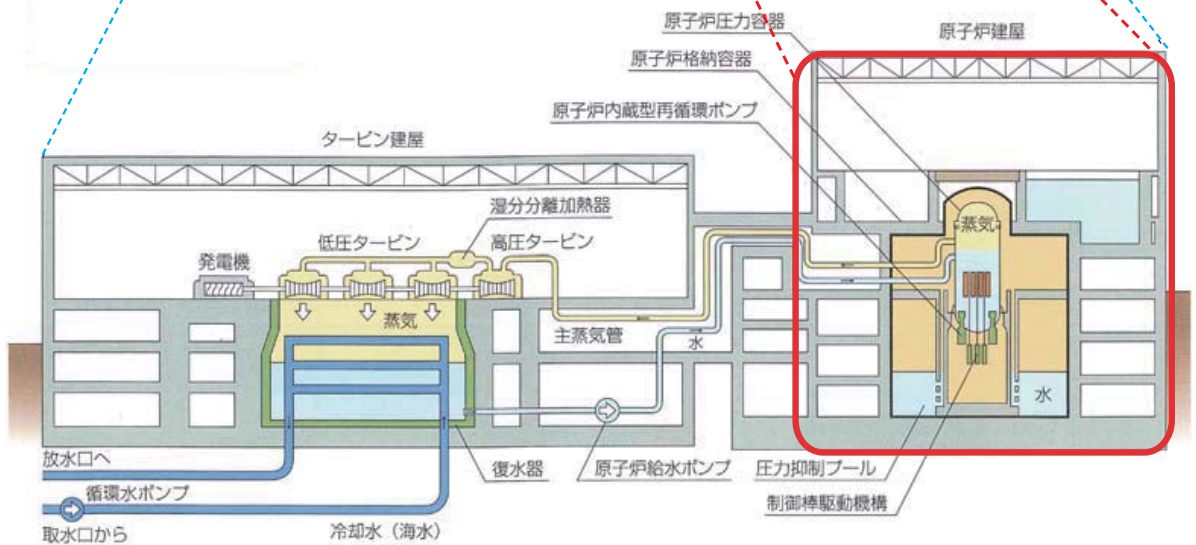 原子炉圧力容器
原子炉建屋
原子炉格納容器
原子炉内蔵型再循環ポンプ
タービン建屋
湿分分離加熱器
低圧タービン
高圧タービン
発電機
蒸気
蒸気
主蒸気管
水
水
放水口へ
復水器
原子炉給水ポンプ
圧力抑制プール
循環水ポンプ
制御棒駆動機構
取水口から
冷却水(海水)